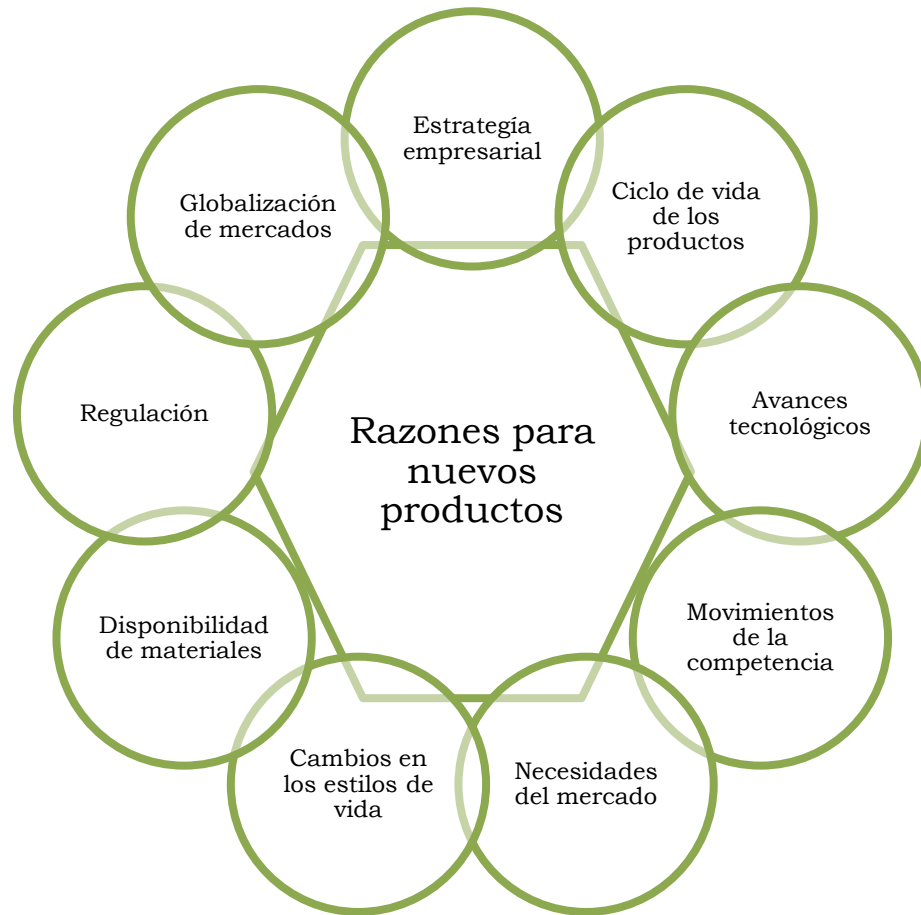 Estrategía
empresarial
Ciclo de vida
de los
productos
Avances
tecnológicos
Movimientos
de la
competencia
Necesidades
del mercado
Cambios en
los estilos de
vida
Disponibilidad
de materiales
Regulación
Globalización
de mercados
Razones para
nuevos
productos